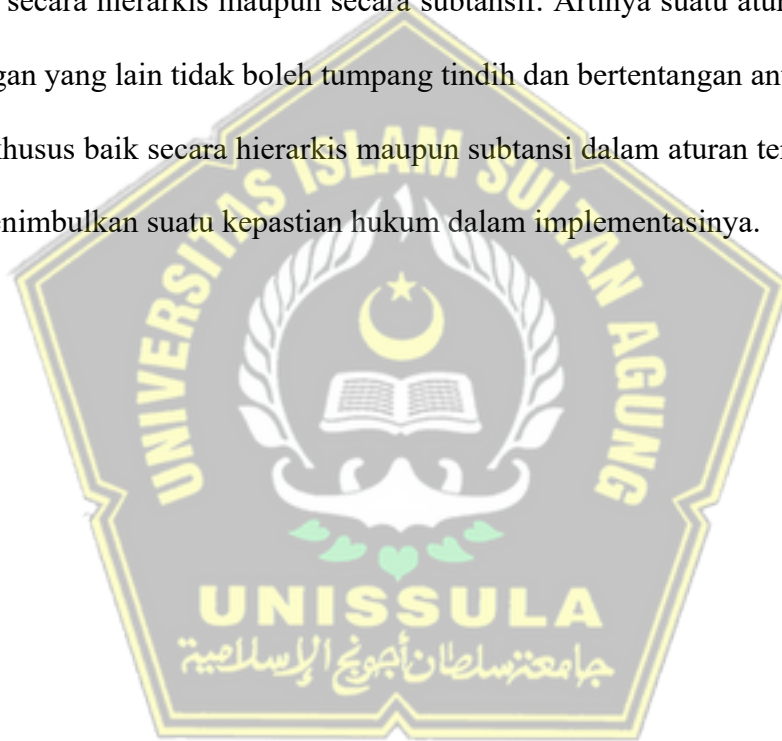 secara hierarkis maupun secara subtansif. Artinya suatu atur
gan yang lain tidak boleh tumpang tindih dan bertentangan an
khusus baik secara hierarkis maupun subtansi dalam aturan te
enimbulkan suatu kepastian hukum dalam implementasinya.
UNIVERSITAS ISLAM SULTAN AGUNG
UNISSULA
جامعة سلطان أجونج الإسلامية